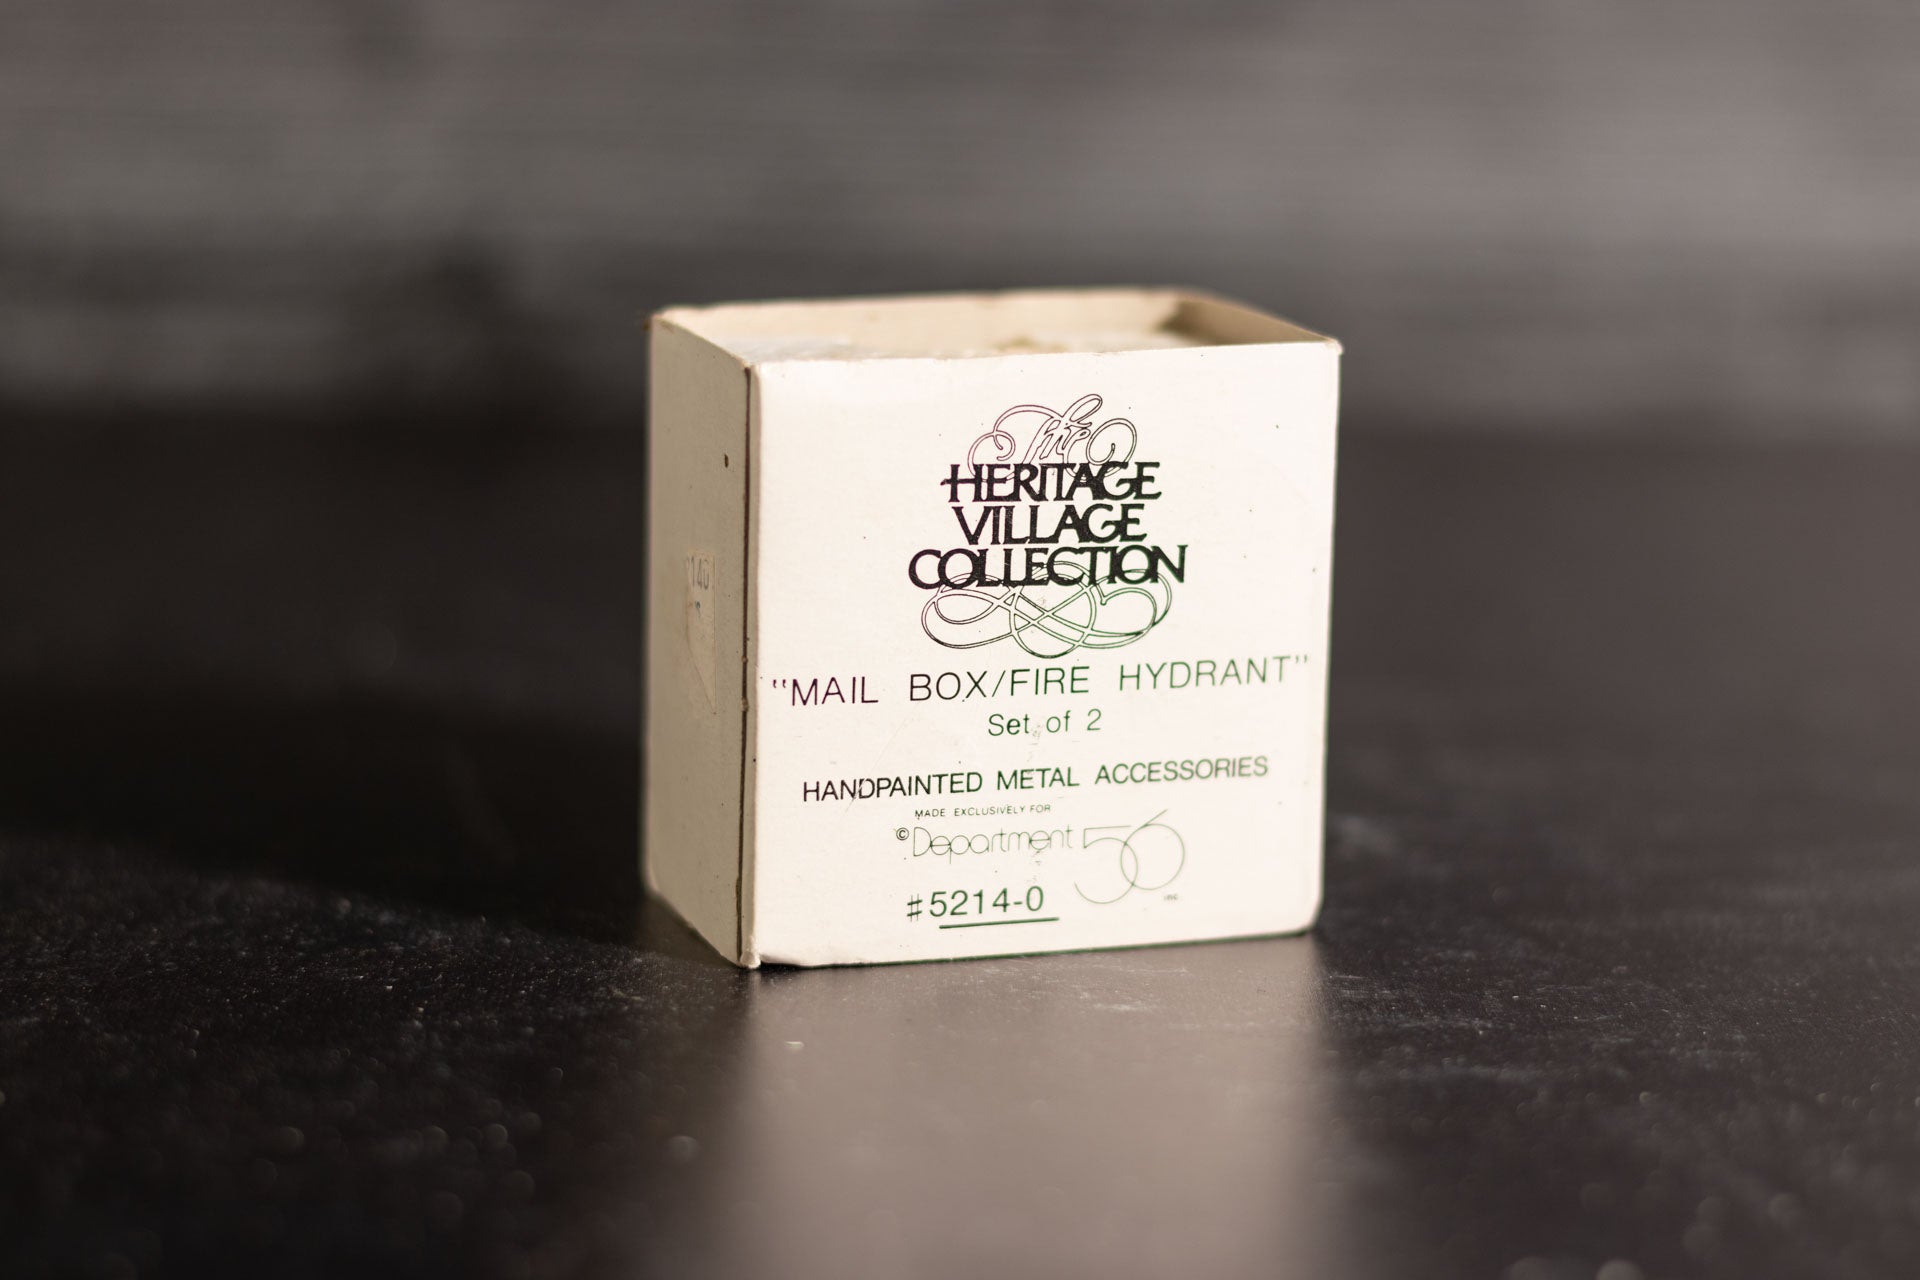 The
HERITAGE
VILLAGE
COLLECTION
"MAIL BOX/FIRE HYDRANT"
Set of 2
HANDPAINTED METAL ACCESSORIES
MADE EXCLUSIVELY FOR
© Department 56
INC
#5214-0